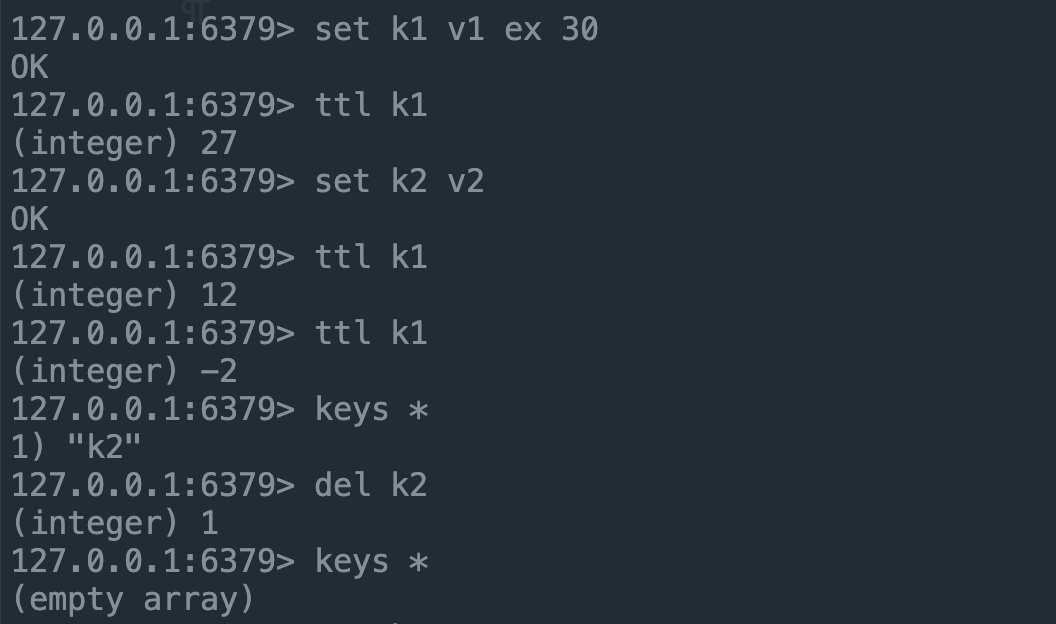 127.0.0.1:6379> set k1 v1 ex 30
OK
127.0.0.1:6379> ttl k1
(integer) 27
127.0.0.1:6379> set k2 v2
OK
127.0.0.1:6379> ttl k1
(integer) 12
127.0.0.1:6379> ttl k1
(integer) -2
127.0.0.1:6379> keys *
1) "k2"
127.0.0.1:6379> del k2
(integer) 1
127.0.0.1:6379> keys *
(empty array)